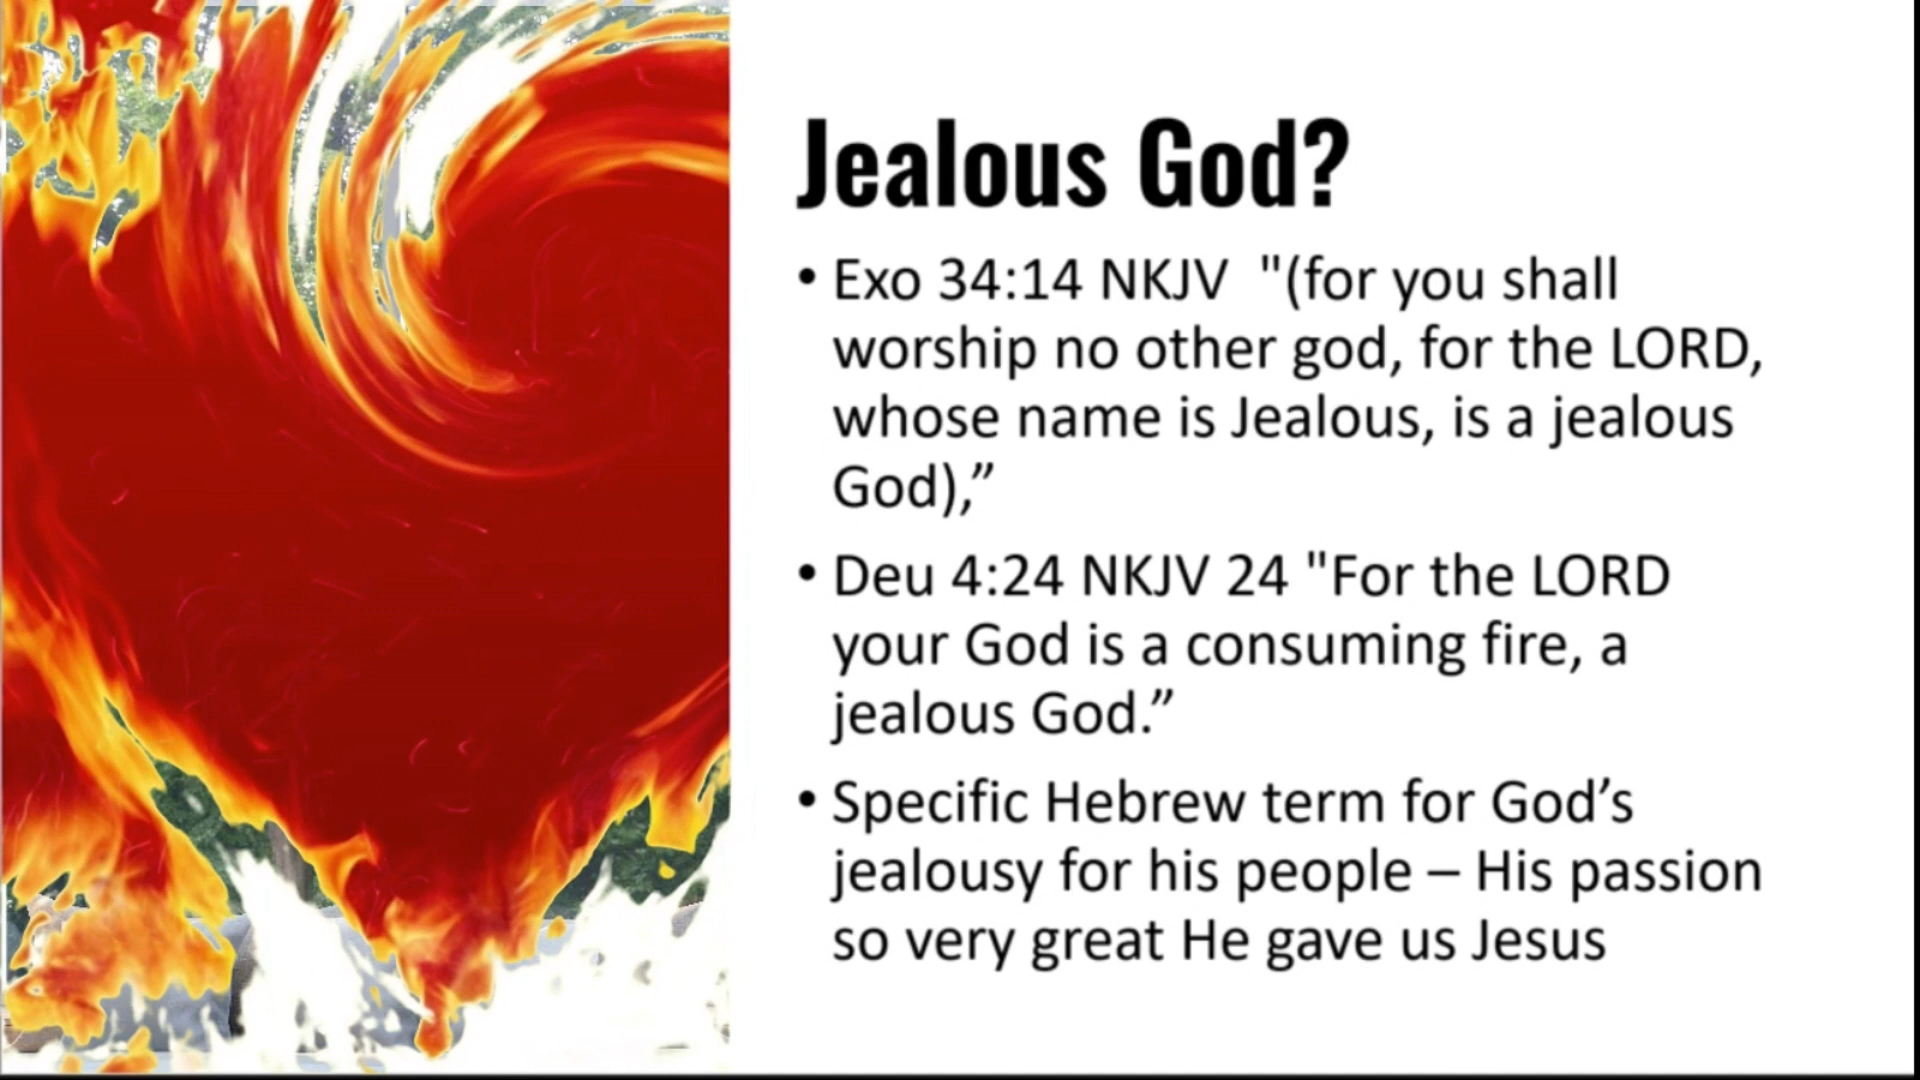 Jealous God?
• Exo 34:14 NKJV  "(for you shall
worship no other god, for the LORD,
whose name is Jealous, is a jealous
God),”
• Deu 4:24 NKJV 24 "For the LORD
your God is a consuming fire, a
jealous God.”
• Specific Hebrew term for God’s
jealousy for his people – His passion
so very great He gave us Jesus